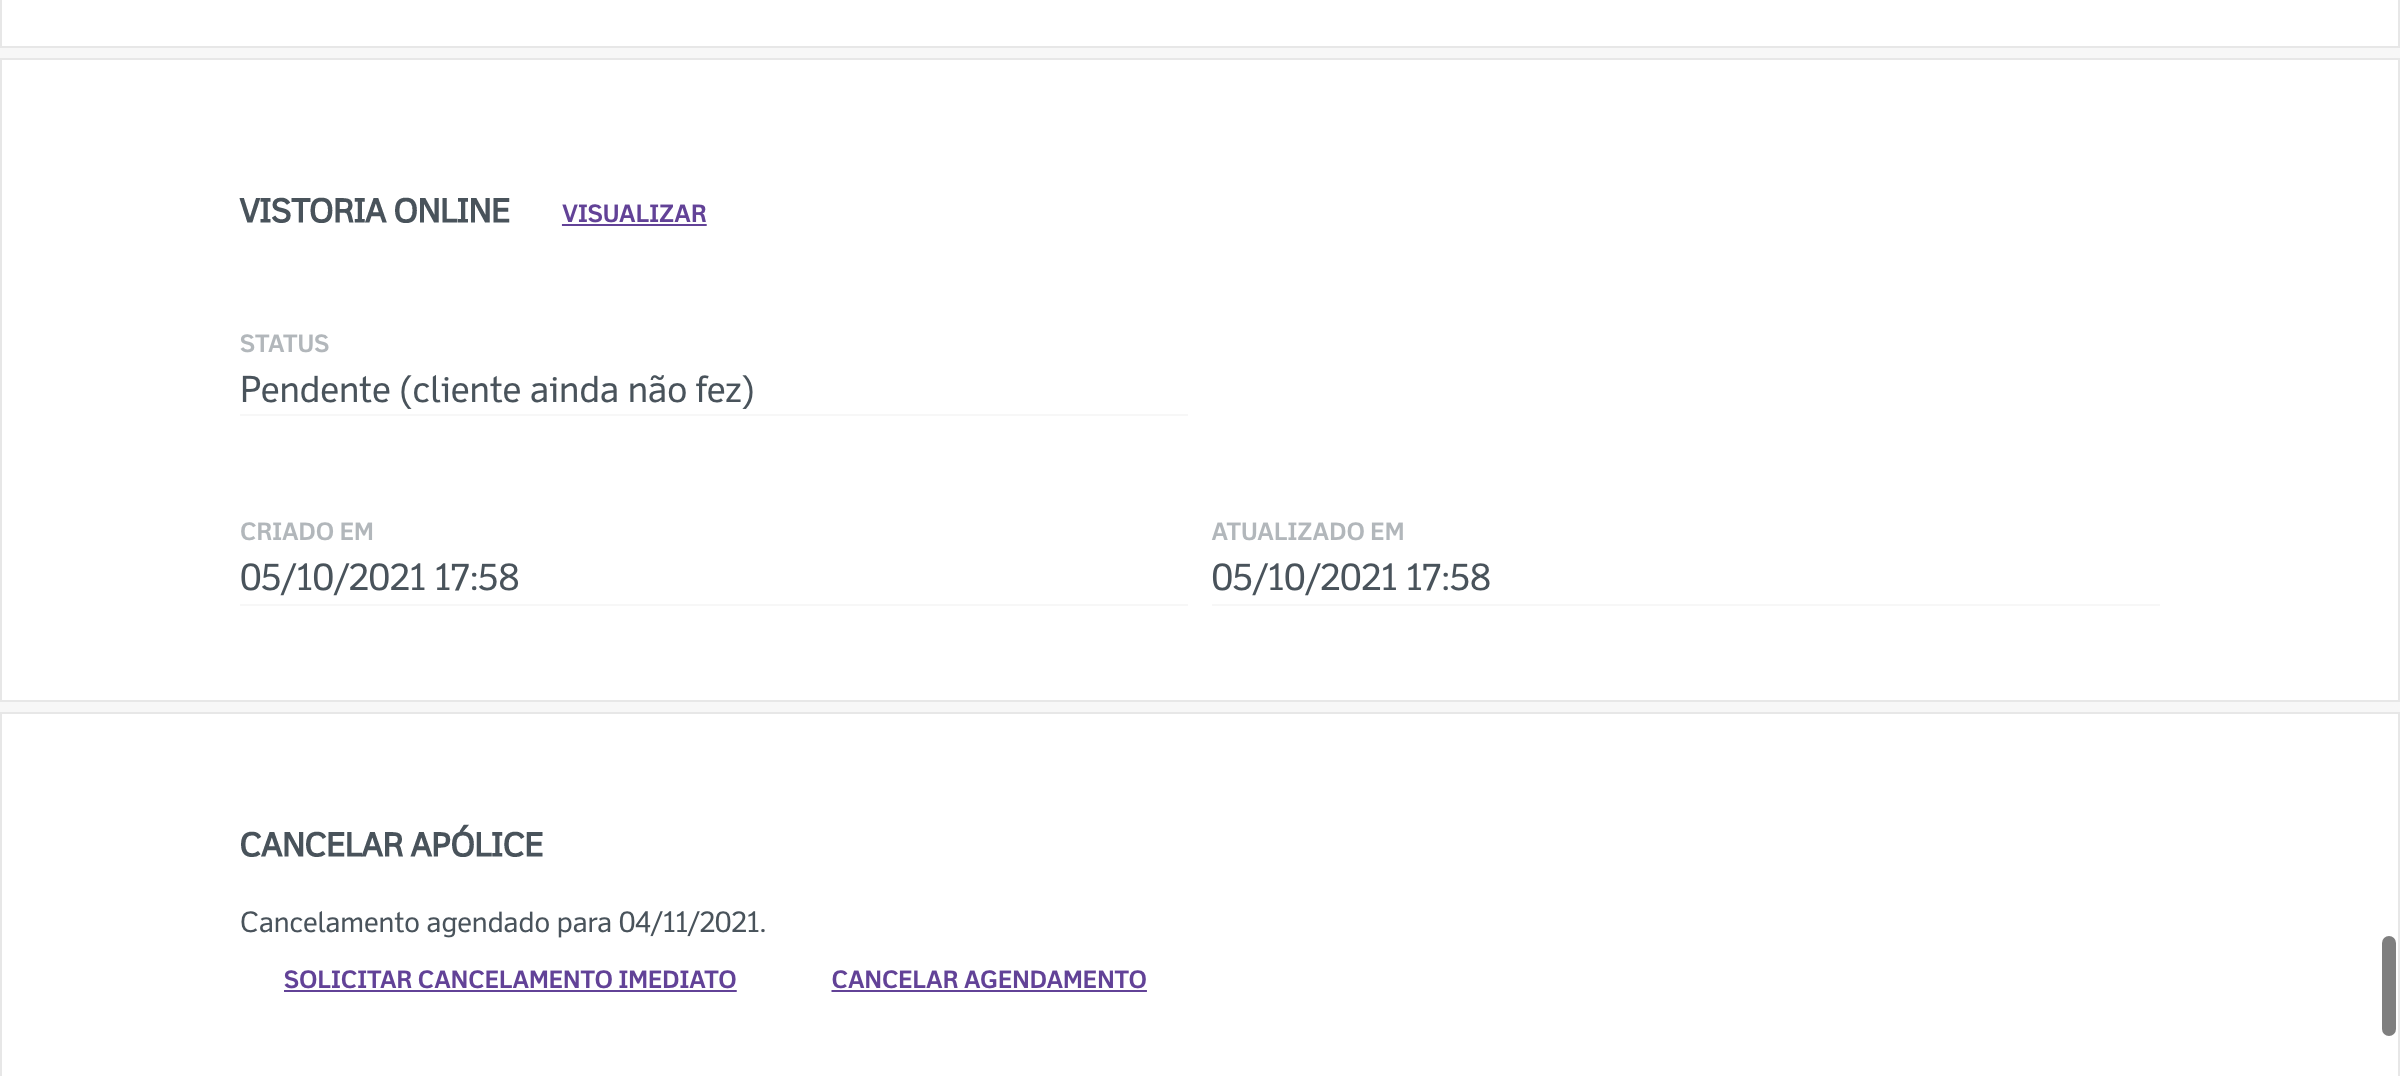 VISTORIA ONLINE VISUALIZAR
STATUS
Pendente (cliente ainda não fez)
CRIADO EM ATUALIZADO EM
05/10/2021 17:58 05/10/2021 17:58
CANCELAR APÓLICE
Cancelamento agendado para 04/11/2021.
SOLICITAR CANCELAMENTO IMEDIATO CANCELAR AGENDAMENTO